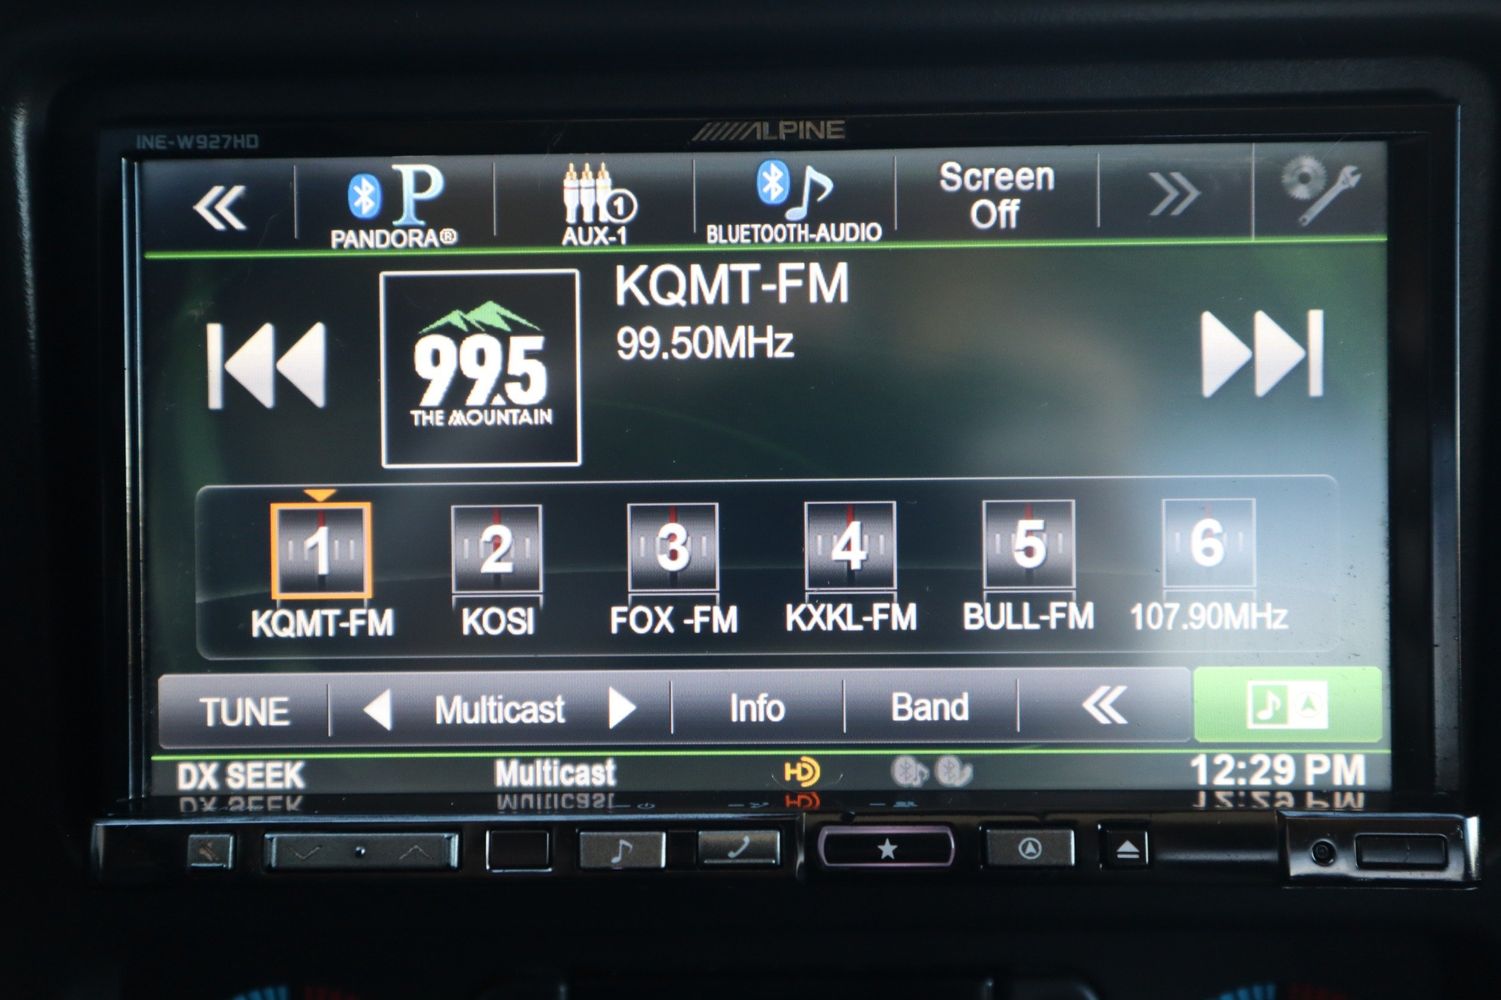 INE-W927HD
ALPINE
PANDORA®
1
AUX-1
BLUETOOTH-AUDIO
Screen
Off
99.5
THE MOUNTAIN
KQMT-FM
99.50MHz
1 2 3 4 5 6
KQMT-FM KOSI FOX -FM KXKL-FM BULL-FM 107.90MHz
TUNE Multicast Info Band
DX SEEK Multicast HD 12:29 PM